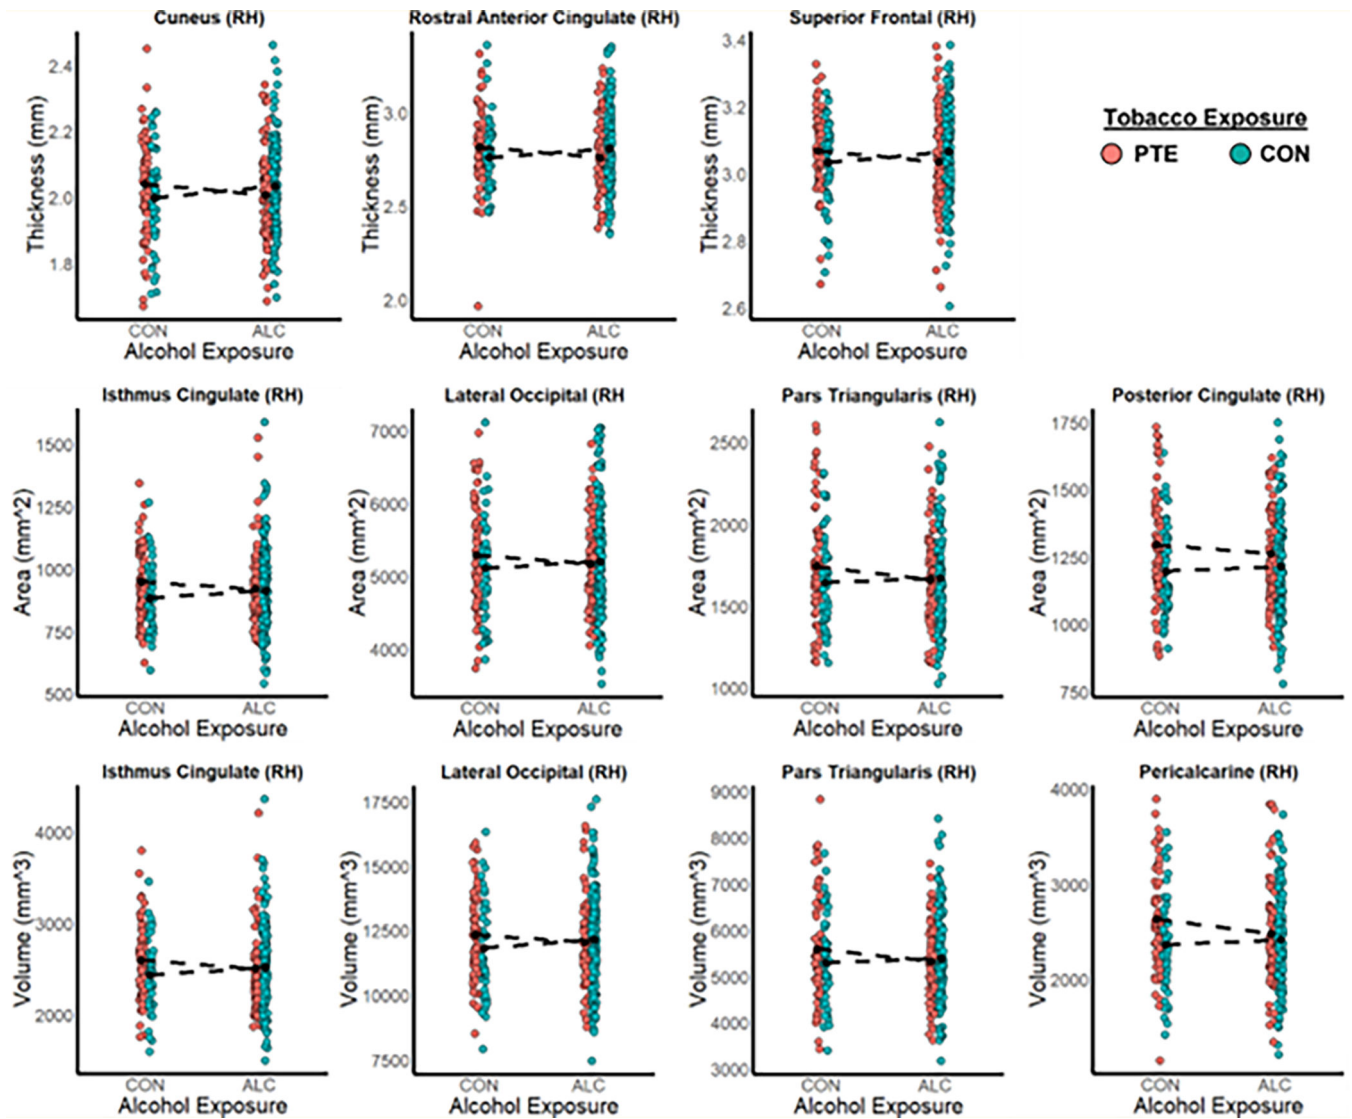 Cuneus (RH)
Rostral Anterior Cingulate (RH)
Superior Frontal (RH)
Thickness (mm)
2.4
2.2
2.0
1.8
CON
ALC
Alcohol Exposure
Thickness (mm)
3.0
2.5
2.0
CON
ALC
Alcohol Exposure
Thickness (mm)
3.4
3.2
3.0
2.8
2.6
CON
ALC
Alcohol Exposure
Tobacco Exposure
PTE CON
Isthmus Cingulate (RH)
Area (mm^2)
1500
1250
1000
750
500
CON
ALC
Alcohol Exposure
Lateral Occipital (RH
Area (mm^2)
7000
6000
5000
4000
CON
ALC
Alcohol Exposure
Pars Triangularis (RH)
Area (mm^2)
2500
2000
1500
1000
CON
ALC
Alcohol Exposure
Posterior Cingulate (RH)
Area (mm^2)
1750
1500
1250
1000
750
CON
ALC
Alcohol Exposure
Isthmus Cingulate (RH)
Volume (mm^3)
4000
3000
2000
CON
ALC
Alcohol Exposure
Lateral Occipital (RH)
Volume (mm^3)
17500
15000
12500
10000
7500
CON
ALC
Alcohol Exposure
Pars Triangularis (RH)
Volume (mm^3)
9000
8000
7000
6000
5000
4000
3000
CON
ALC
Alcohol Exposure
Pericalcarine (RH)
Volume (mm^3)
4000
3000
2000
CON
ALC
Alcohol Exposure